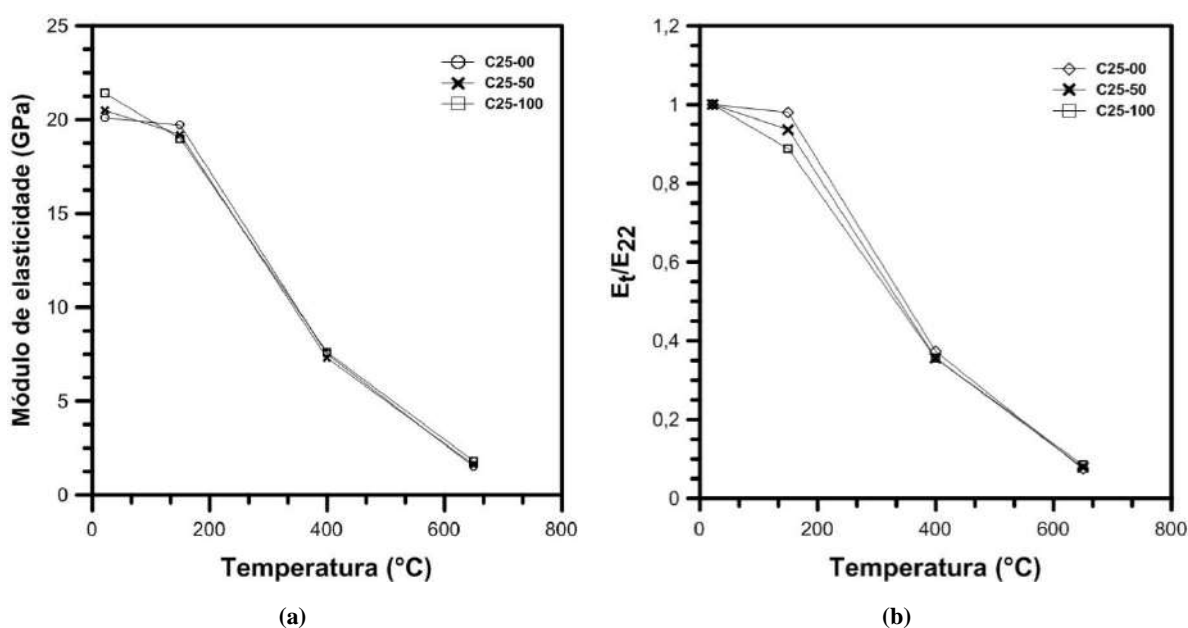 25
20
15
10
5
0
Módulo de elasticidade (GPa)
C25-00
C25-50
C25-100
0 200 400 600 800
Temperatura (°C)
(a)
1,2
1
0,8
0,6
0,4
0,2
0
Et/E22
C25-00
C25-50
C25-100
0 200 400 600 800
Temperatura (°C)
(b)